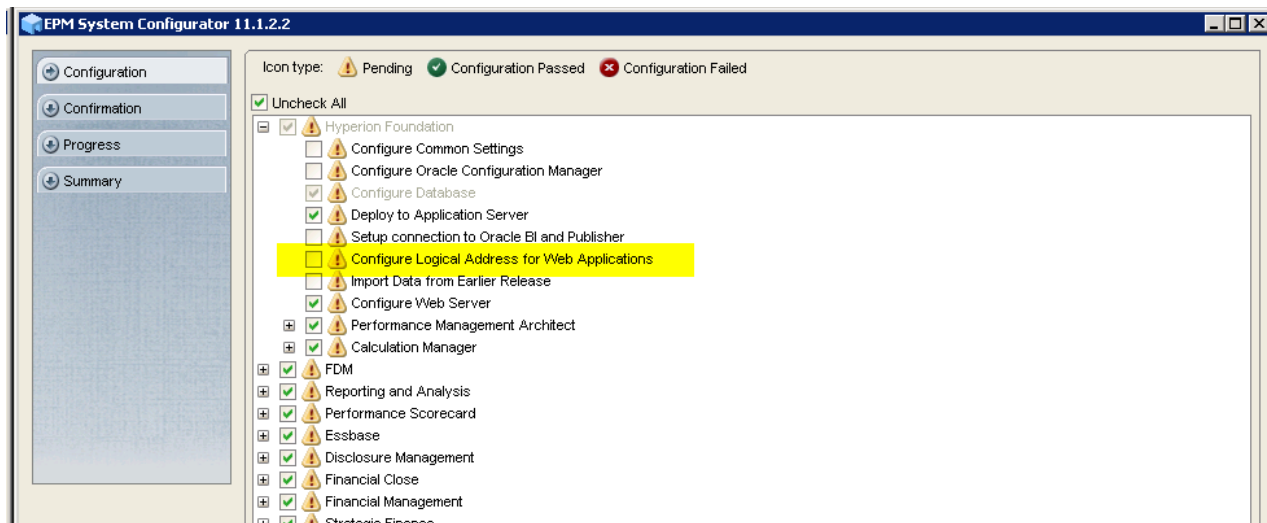 EPM System Configurator 11.1.2.2
Configuration
Confirmation
Progress
Summary
Icon type: Pending Configuration Passed Configuration Failed
Uncheck All
Hyperion Foundation
Configure Common Settings
Configure Oracle Configuration Manager
Configure Database
Deploy to Application Server
Setup connection to Oracle BI and Publisher
Configure Logical Address for Web Applications
Import Data from Earlier Release
Configure Web Server
Performance Management Architect
Calculation Manager
FDM
Reporting and Analysis
Performance Scorecard
Essbase
Disclosure Management
Financial Close
Financial Management
Strategic Finance